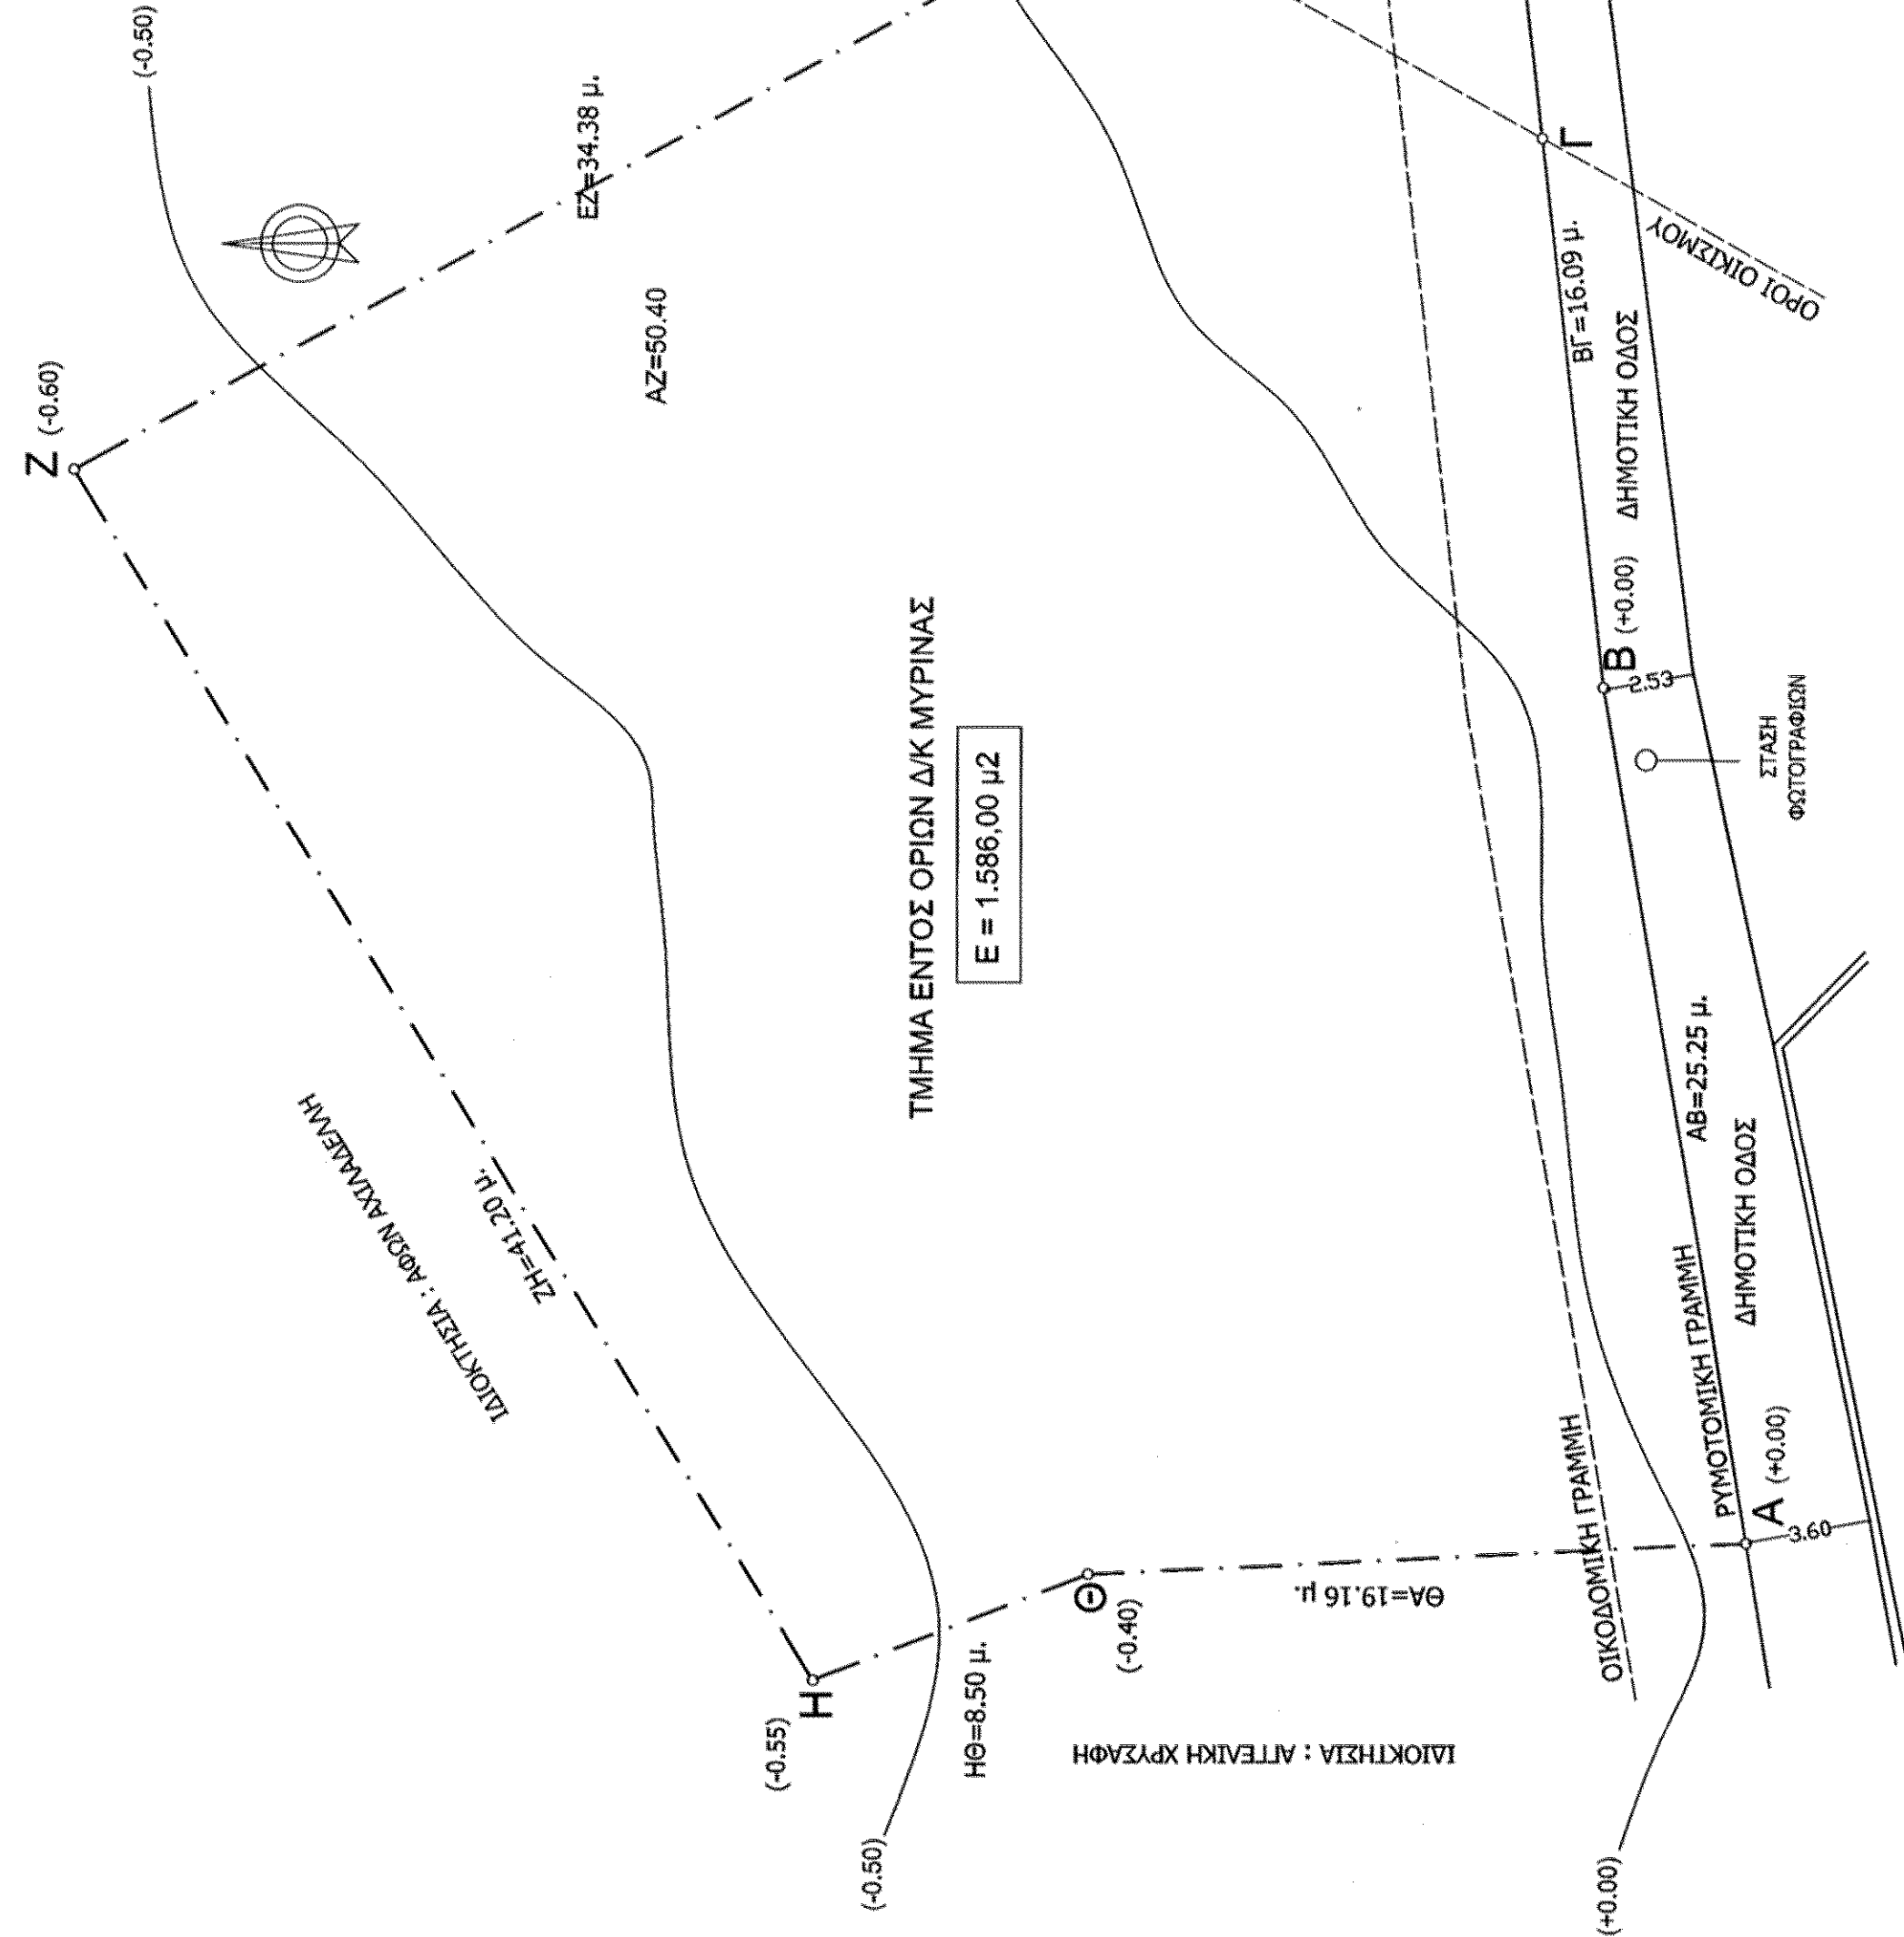 (-0.50)
Ζ (-0.60)
ΕΖ=34.38 μ.
ΑΖ=50.40
ΙΔΙΟΚΤΗΣΙΑ : ΑΦΩΝ ΑΧΙΛΛΑΔΕΛΛΗ
ΖΗ=41.20 μ.
ΤΜΗΜΑ ΕΝΤΟΣ ΟΡΙΩΝ Δ/Κ ΜΥΡΙΝΑΣ
Ε = 1.586,00 μ2
Η
(-0.55)
(-0.50)
ΗΘ=8.50 μ.
Θ
(-0.40)
ΘΑ=19.16 μ.
ΙΔΙΟΚΤΗΣΙΑ : ΑΓΓΕΛΙΚΗ ΧΡΥΣΑΦΗ
ΟΙΚΟΔΟΜΙΚΗ ΓΡΑΜΜΗ
(+0.00)
ΡΥΜΟΤΟΜΙΚΗ ΓΡΑΜΜΗ
Α (+0.00)
3.60
ΑΒ=25.25 μ.
ΔΗΜΟΤΙΚΗ ΟΔΟΣ
Β (+0.00)
2.53
ΣΤΑΣΗ
ΦΩΤΟΓΡΑΦΙΩΝ
ΒΓ=16.09 μ.
ΔΗΜΟΤΙΚΗ ΟΔΟΣ
Γ
ΟΡΟΙ ΟΙΚΙΣΜΟΥ